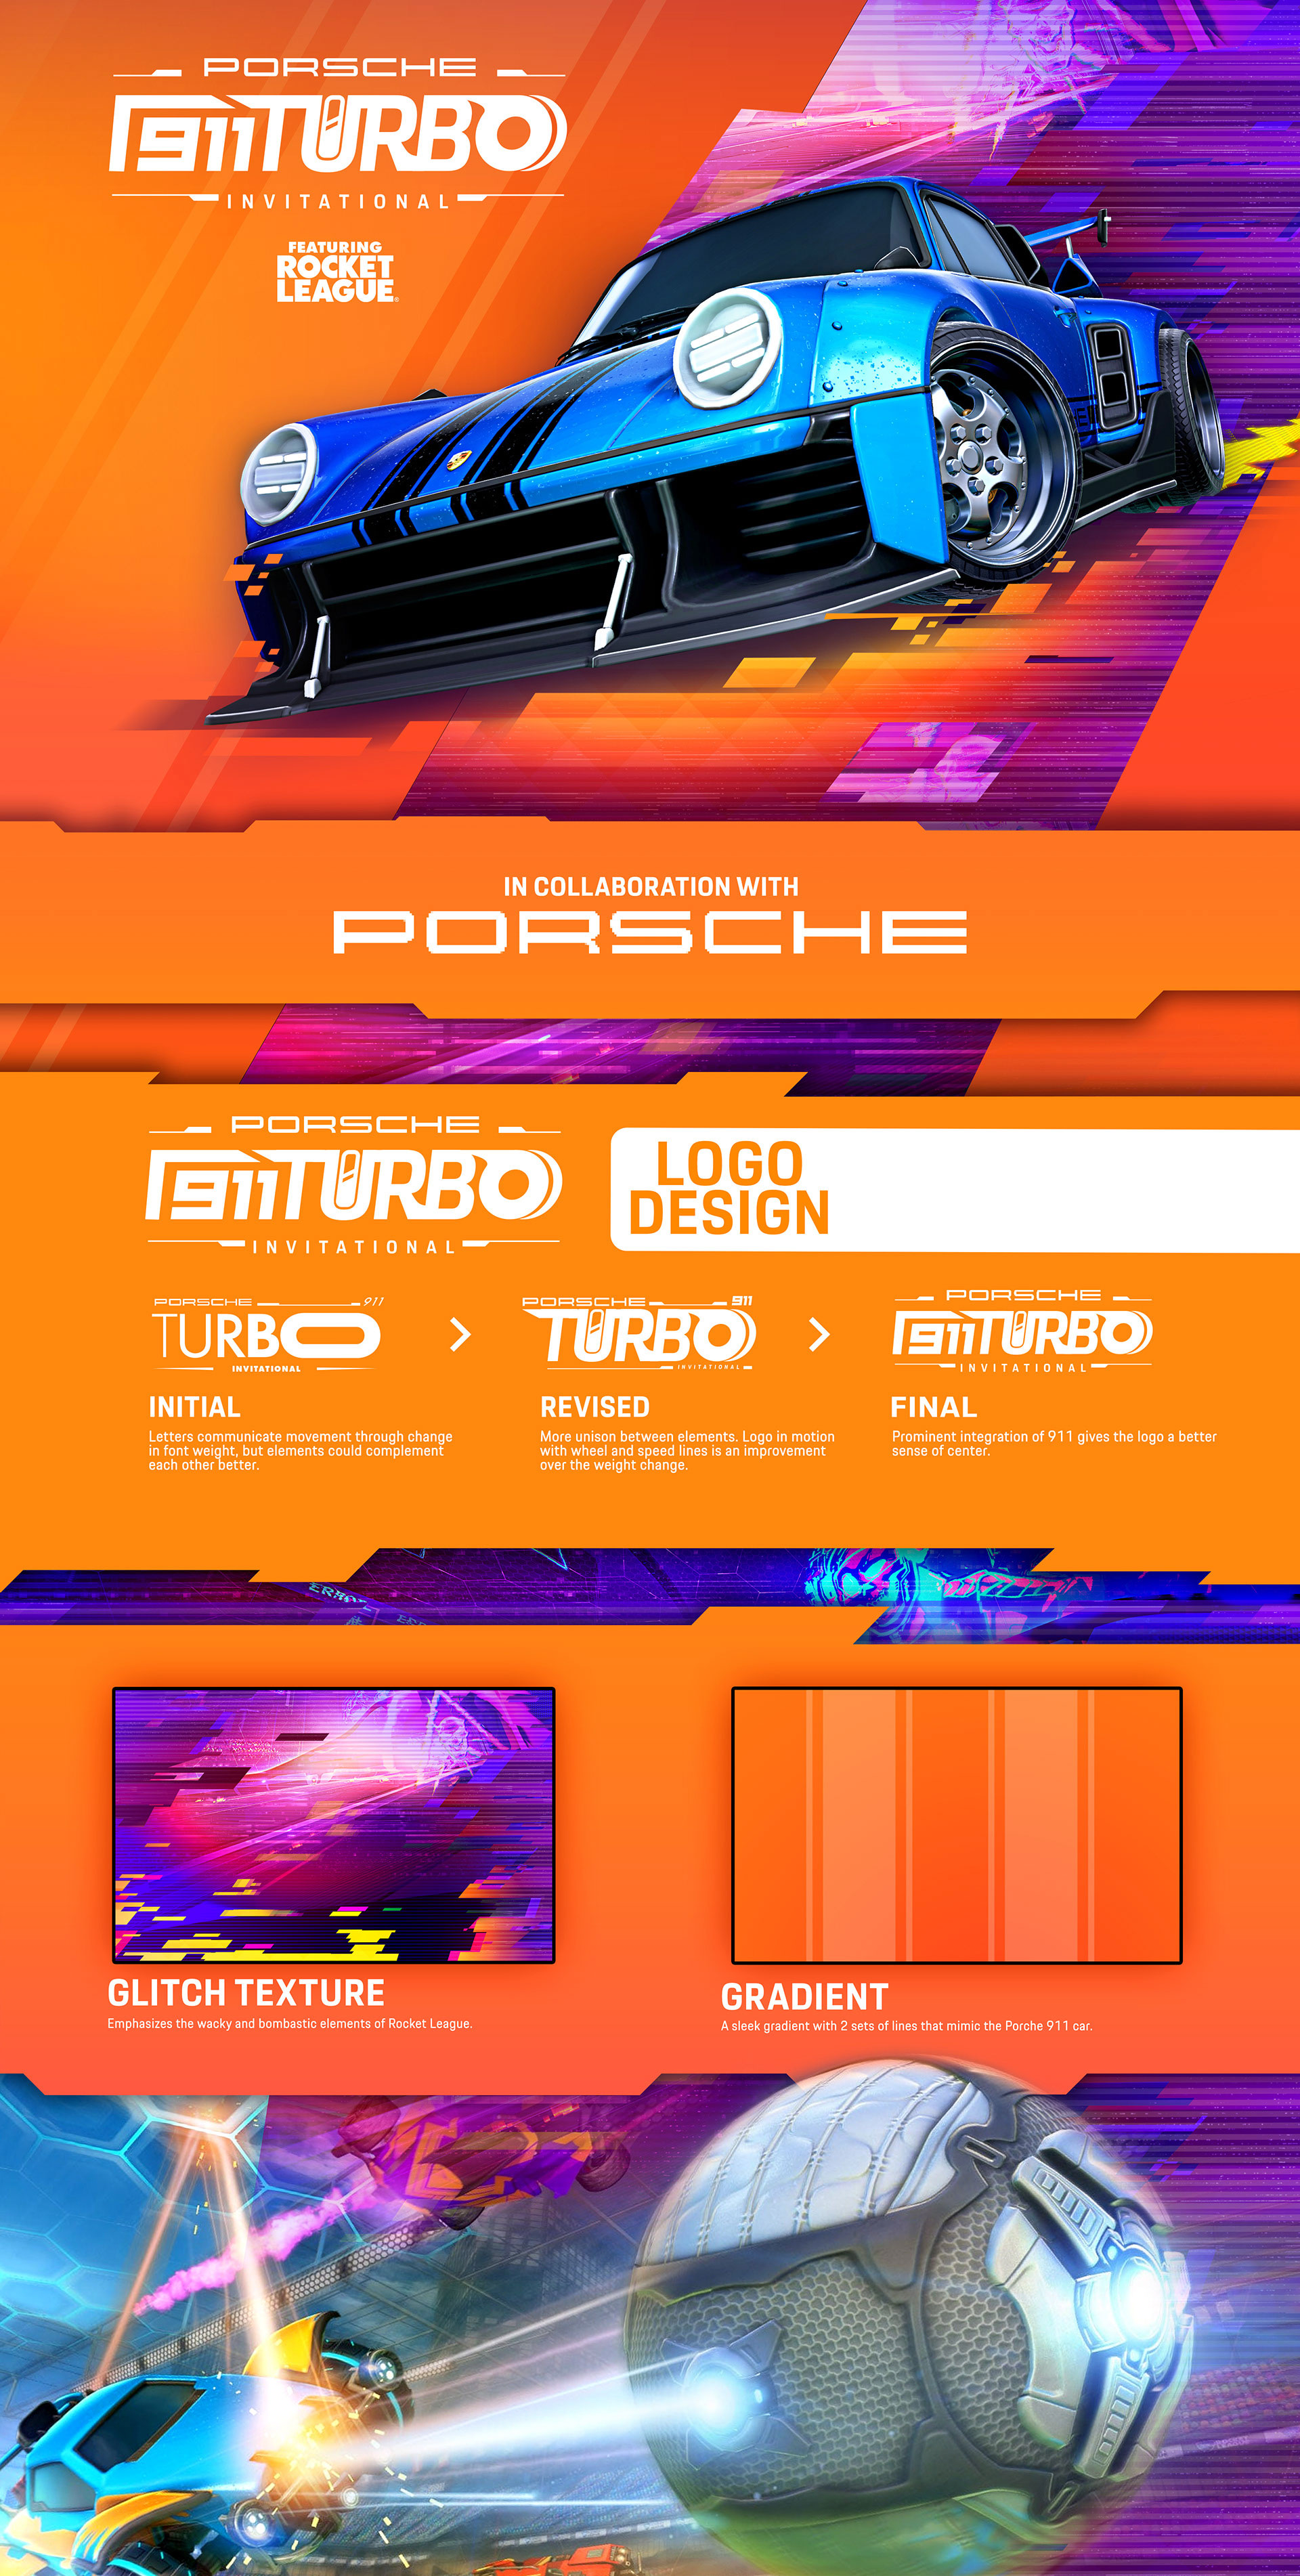 PORSCHE
911 TURBO
INVITATIONAL
FEATURING
ROCKET
LEAGUE®
IN COLLABORATION WITH
PORSCHE
PORSCHE
911 TURBO
INVITATIONAL
LOGO
DESIGN
PORSCHE 911
TURBO
INVITATIONAL
PORSCHE 911
TURBO
INVITATIONAL
PORSCHE
911 TURBO
INVITATIONAL
INITIAL
Letters communicate movement through change
in font weight, but elements could complement
each other better.
REVISED
More unison between elements. Logo in motion
with wheel and speed lines is an improvement
over the weight change.
FINAL
Prominent integration of 911 gives the logo a better
sense of center.
GLITCH TEXTURE
Emphasizes the wacky and bombastic elements of Rocket League.
GRADIENT
A sleek gradient with 2 sets of lines that mimic the Porche 911 car.